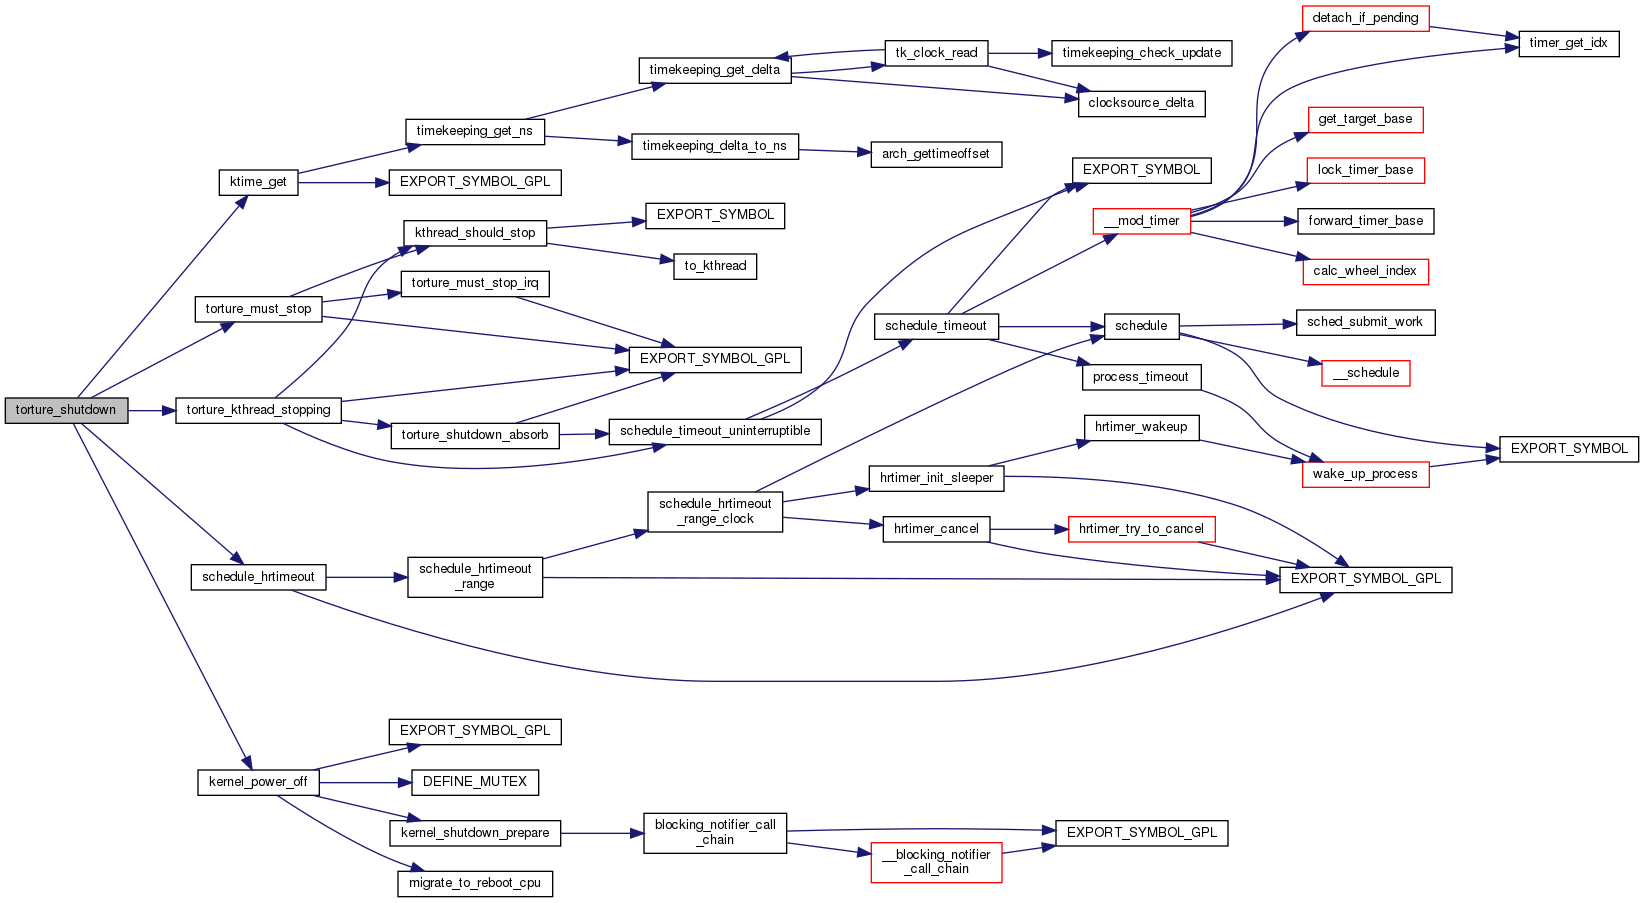 detach_if_pending
timer_get_idx
tk_clock_read
timekeeping_check_update
timekeeping_get_delta
clocksource_delta
get_target_base
timekeeping_get_ns
timekeeping_delta_to_ns
arch_gettimeoffset
EXPORT_SYMBOL
lock_timer_base
ktime_get
EXPORT_SYMBOL_GPL
EXPORT_SYMBOL
__mod_timer
forward_timer_base
kthread_should_stop
to_kthread
calc_wheel_index
torture_must_stop_irq
torture_must_stop
schedule_timeout
schedule
sched_submit_work
EXPORT_SYMBOL_GPL
process_timeout
__schedule
torture_shutdown
torture_kthread_stopping
torture_shutdown_absorb
schedule_timeout_uninterruptible
hrtimer_wakeup
EXPORT_SYMBOL
wake_up_process
hrtimer_init_sleeper
schedule_hrtimeout
_range_clock
hrtimer_cancel
hrtimer_try_to_cancel
schedule_hrtimeout
schedule_hrtimeout
_range
EXPORT_SYMBOL_GPL
EXPORT_SYMBOL_GPL
kernel_power_off
DEFINE_MUTEX
kernel_shutdown_prepare
blocking_notifier_call
_chain
EXPORT_SYMBOL_GPL
__blocking_notifier
_call_chain
migrate_to_reboot_cpu